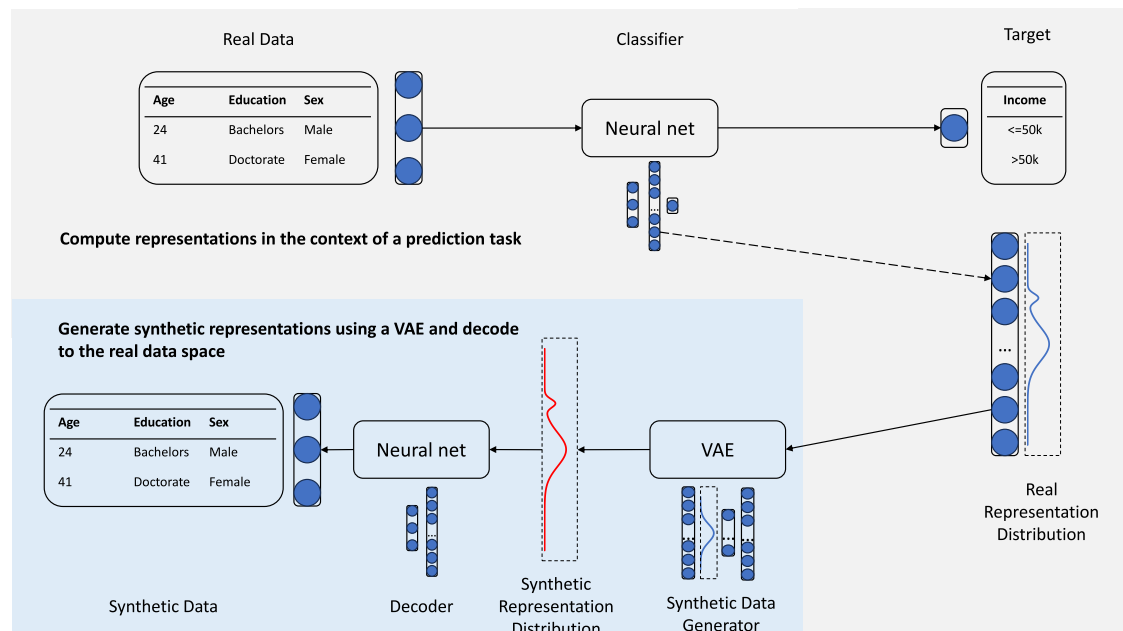 Real Data
Classifier
Target
Age Education Sex
24 Bachelors Male
41 Doctorate Female
Neural net
Income
<=50k
>50k
...
Compute representations in the context of a prediction task
...
Real
Representation
Distribution
Generate synthetic representations using a VAE and decode
to the real data space
Age Education Sex
24 Bachelors Male
41 Doctorate Female
Neural net
VAE
...
... ... ...
Synthetic Data
Decoder
Synthetic
Representation
Distribution
Synthetic Data
Generator